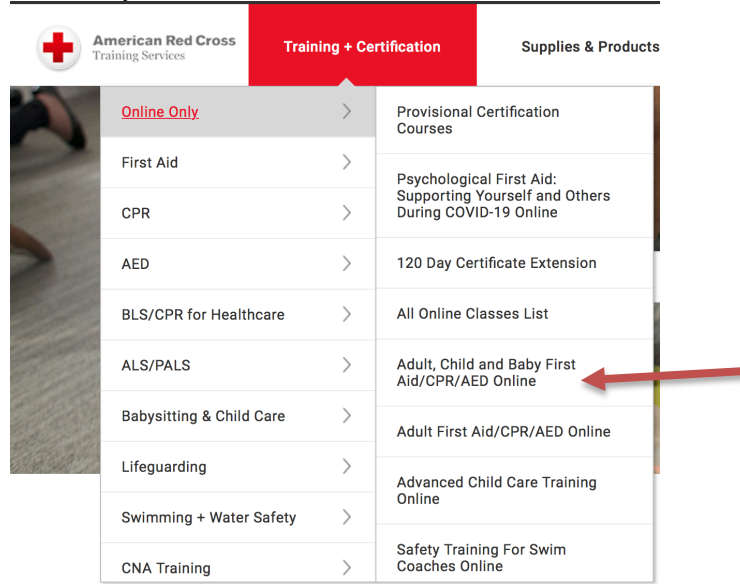 American Red Cross
Training Services
Training + Certification
Supplies & Products
Online Only
First Aid
CPR
AED
BLS/CPR for Healthcare
ALS/PALS
Babysitting & Child Care
Lifeguarding
Swimming + Water Safety
CNA Training
Provisional Certification
Courses
Psychological First Aid:
Supporting Yourself and Others
During COVID-19 Online
120 Day Certificate Extension
All Online Classes List
Adult, Child and Baby First
Aid/CPR/AED Online
Adult First Aid/CPR/AED Online
Advanced Child Care Training
Online
Safety Training For Swim
Coaches Online